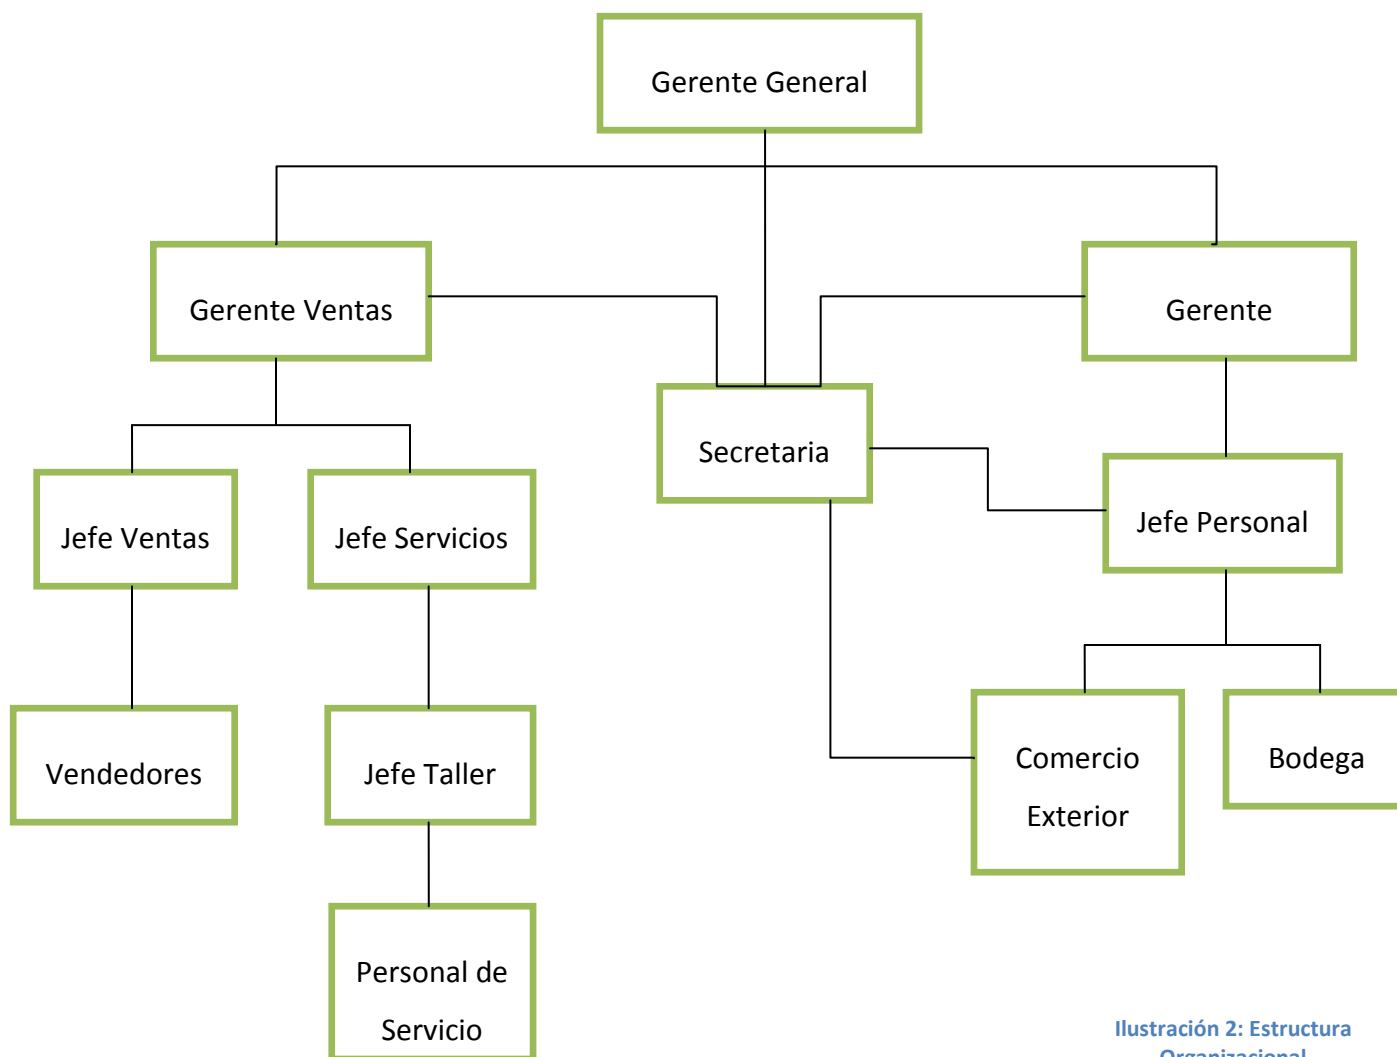 Gerente General
Gerente Ventas
Gerente
Secretaria
Jefe Ventas
Jefe Servicios
Jefe Personal
Vendedores
Jefe Taller
Comercio
Exterior
Bodega
Personal de
Servicio
Ilustración 2: Estructura
Organizacional